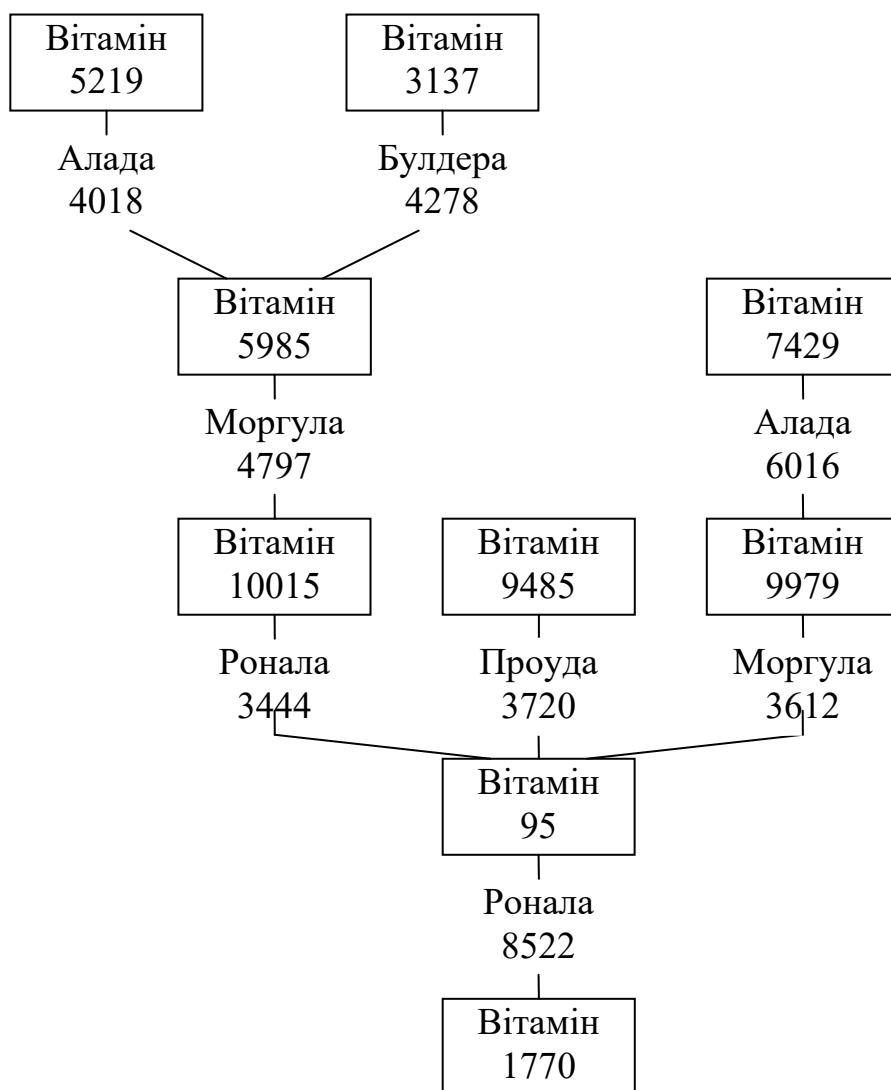 Вітамін
5219
Вітамін
3137
Алада
4018
Булдера
4278
Вітамін
5985
Вітамін
7429
Моргула
4797
Алада
6016
Вітамін
10015
Вітамін
9485
Вітамін
9979
Ронала
3444
Проуда
3720
Моргула
3612
Вітамін
95
Ронала
8522
Вітамін
1770